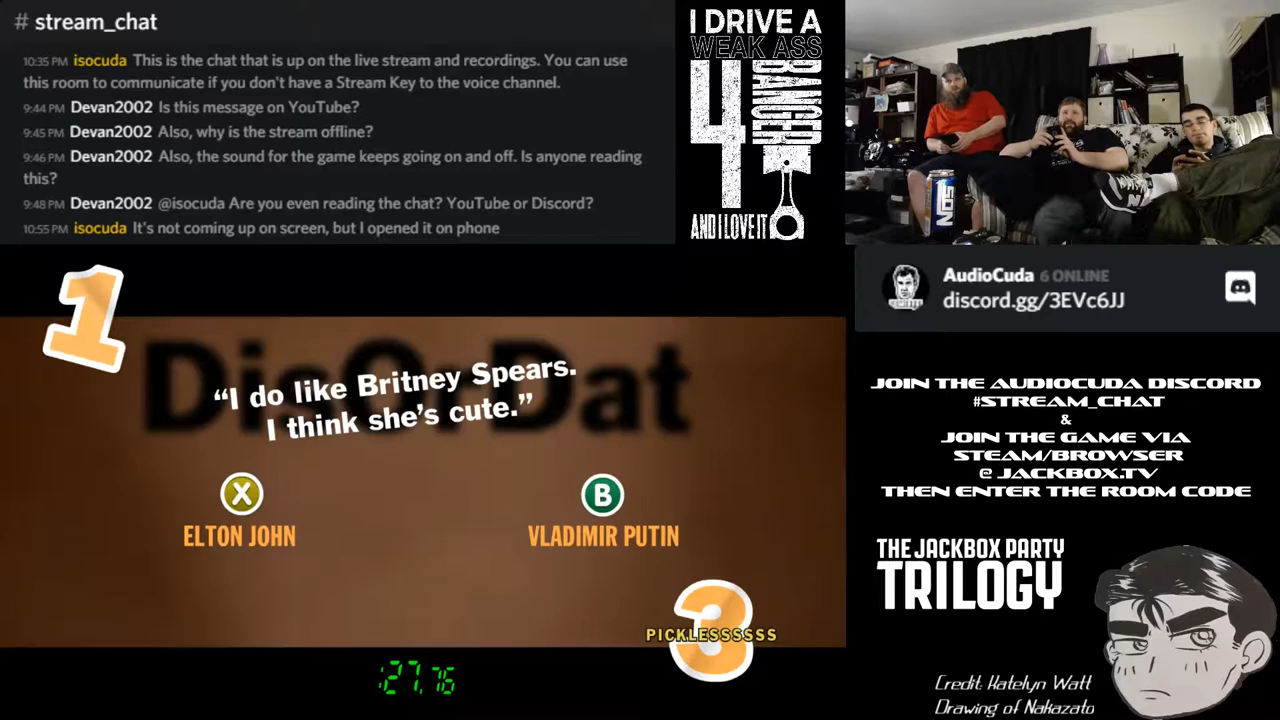 # stream_chat
10:35 PM isocuda This is the chat that is up on the live stream and recordings. You can use
this room to communicate if you don't have a Stream Key to the voice channel.
9:44 PM Devan2002 Is this message on YouTube?
9:45 PM Devan2002 Also, why is the stream offline?
9:46 PM Devan2002 Also, the sound for the game keeps going on and off. Is anyone reading
this?
9:48 PM Devan2002 @isocuda Are you even reading the chat? YouTube or Discord?
10:55 PM isocuda It's not coming up on screen, but I opened it on phone
I DRIVE A
WEAK ASS
4
BANGER
AND I LOVE IT
NOS
AudioCuda 6 ONLINE
discord.gg/3EVc6JJ
1
DisOrDat
“I do like Britney Spears.
I think she's cute.”
X
B
ELTON JOHN
VLADIMIR PUTIN
3
PICKLESSSSSS
:27.76
JOIN THE AUDIOCUDA DISCORD
#STREAM_CHAT
&
JOIN THE GAME VIA
STEAM/BROWSER
@ JACKBOX.TV
THEN ENTER THE ROOM CODE
THE JACKBOX PARTY
TRILOGY
Credit: Katelyn Watt
Drawing of Nakazato